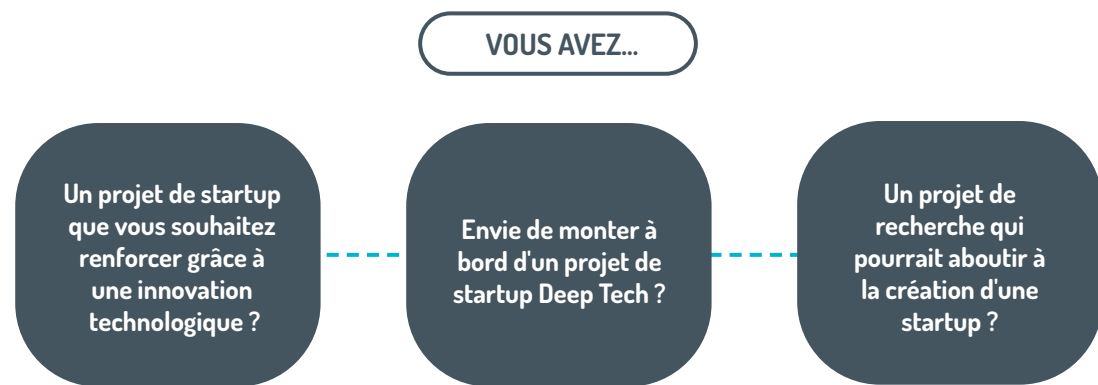 VOUS AVEZ...
Un projet de startup
que vous souhaitez
renforcer grâce à
une innovation
technologique ?
Envie de monter à
bord d'un projet de
startup Deep Tech ?
Un projet de
recherche qui
pourrait aboutir à
la création d'une
startup ?